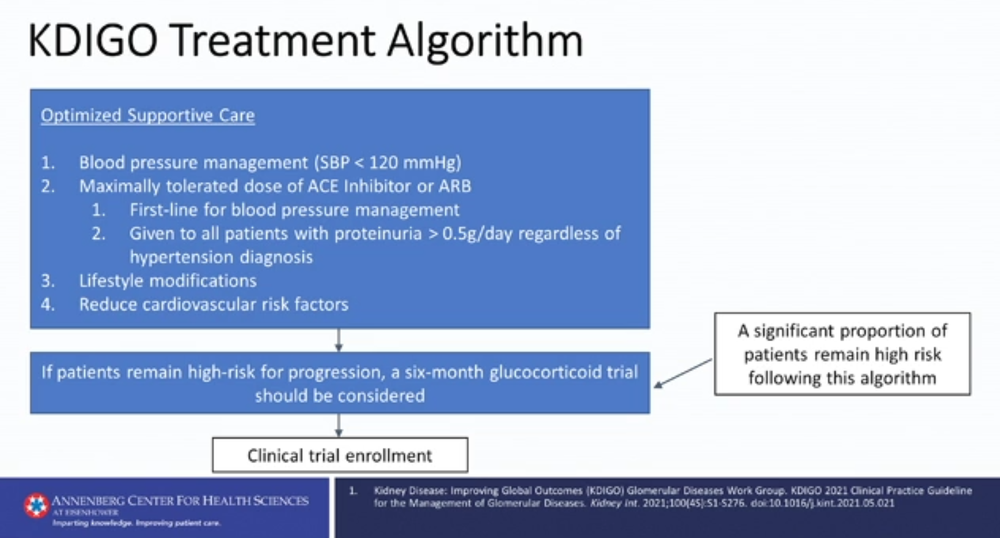 KDIGO Treatment Algorithm
Optimized Supportive Care
1. Blood pressure management (SBP < 120 mmHg)
2. Maximally tolerated dose of ACE Inhibitor or ARB
1. First-line for blood pressure management
2. Given to all patients with proteinuria > 0.5g/day regardless of
hypertension diagnosis
3. Lifestyle modifications
4. Reduce cardiovascular risk factors
A significant proportion of
patients remain high risk
following this algorithm
If patients remain high-risk for progression, a six-month glucocorticoid trial
should be considered
Clinical trial enrollment
ANNENBERG CENTER FOR HEALTH SCIENCES
AT EISENHOWER
Imparting knowledge. Improving patient care.
1. Kidney Disease: Improving Global Outcomes (KDIGO) Glomerular Diseases Work Group. KDIGO 2021 Clinical Practice Guideline
for the Management of Glomerular Diseases. Kidney Int. 2021;100(4S):S1-S276. doi:10.1016/j.kint.2021.05.021